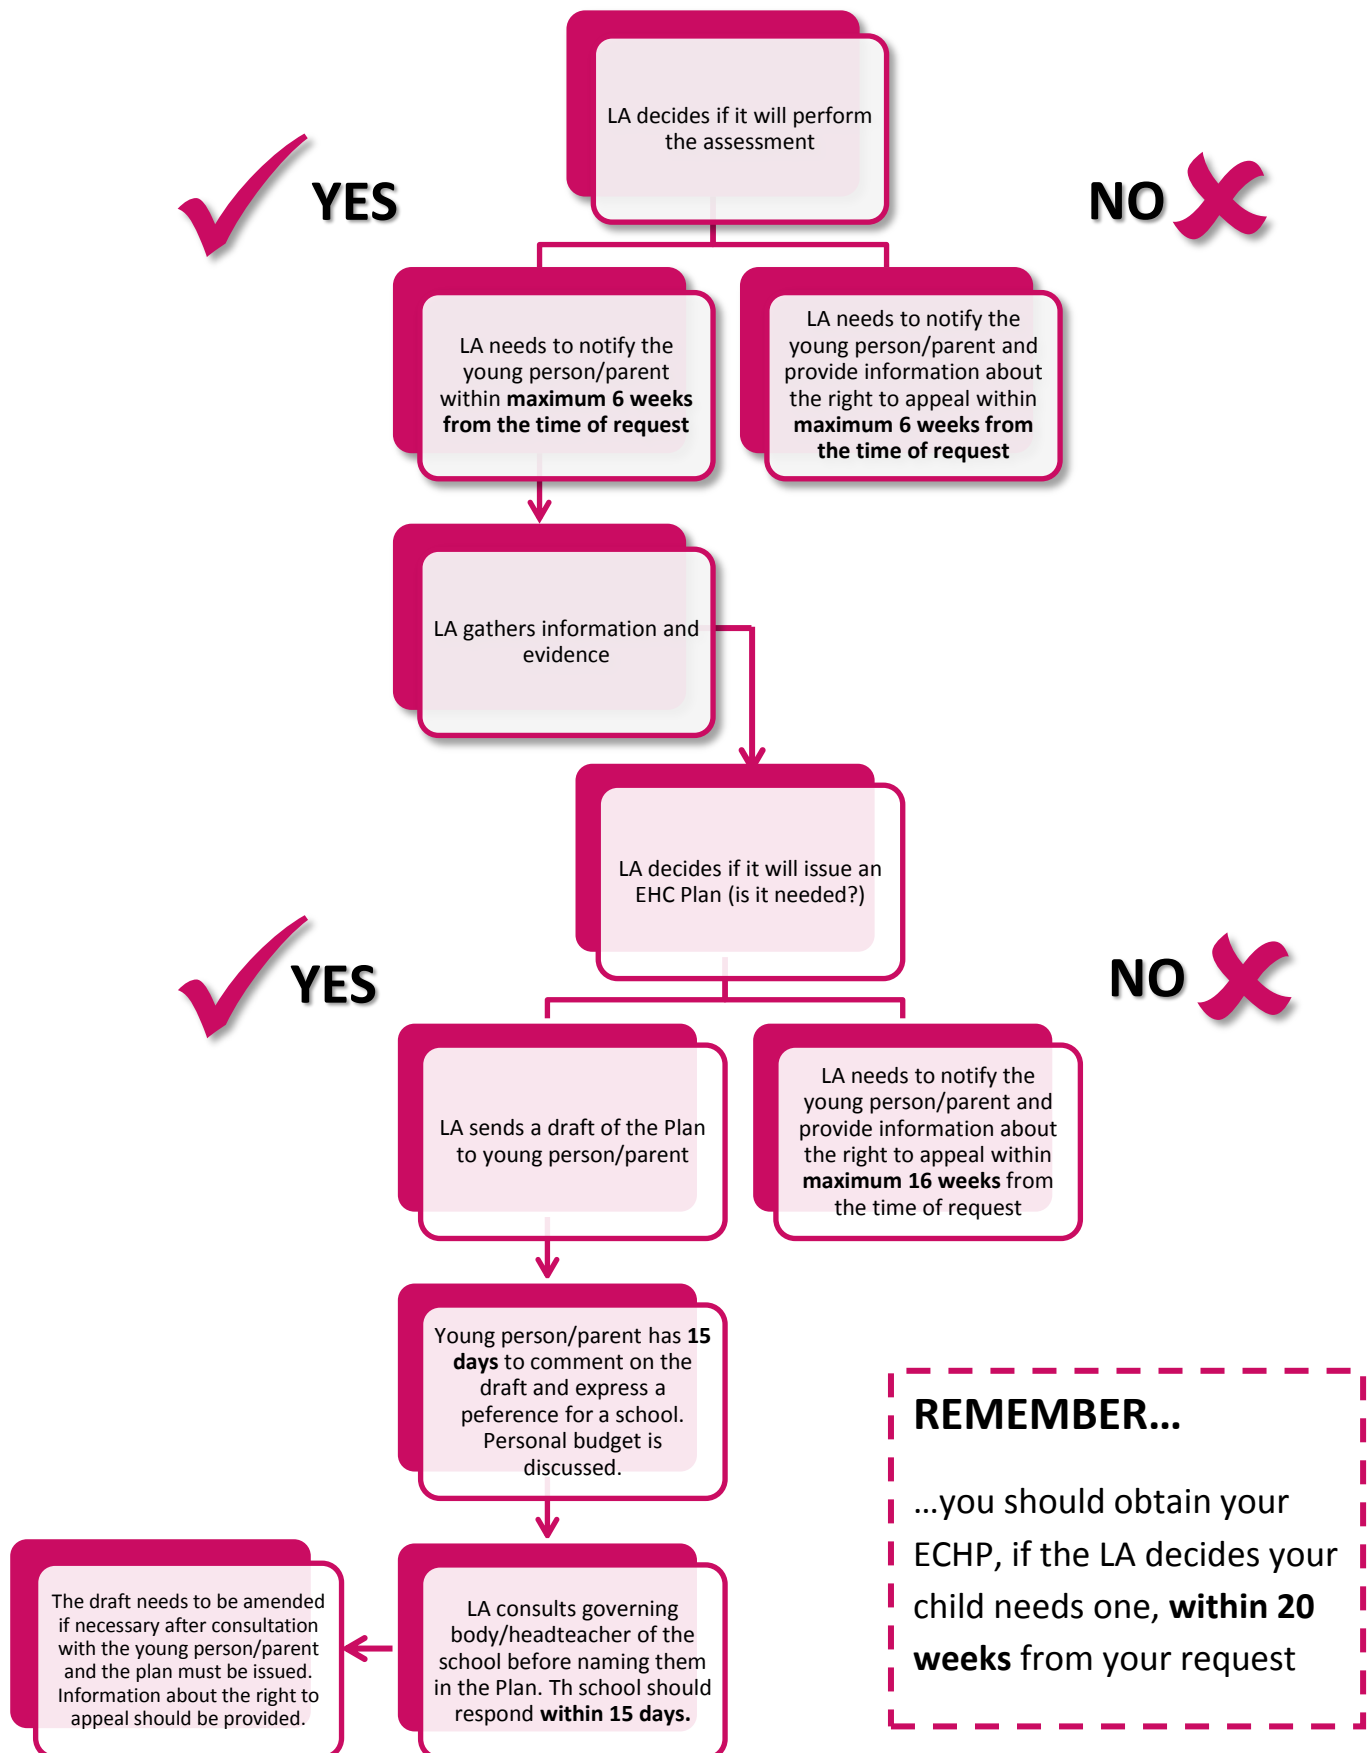 LA decides if it will perform
the assessment
YES
NO
LA needs to notify the
young person/parent
within maximum 6 weeks
from the time of request
LA needs to notify the
young person/parent and
provide information about
the right to appeal within
maximum 6 weeks from
the time of request
LA gathers information and
evidence
LA decides if it will issue an
EHC Plan (is it needed?)
YES
NO
LA sends a draft of the Plan
to young person/parent
LA needs to notify the
young person/parent and
provide information about
the right to appeal within
maximum 16 weeks from
the time of request
Young person/parent has 15
days to comment on the
draft and express a
peference for a school.
Personal budget is
discussed.
LA consults governing
body/headteacher of the
school before naming them
in the Plan. Th school should
respond within 15 days.
The draft needs to be amended
if necessary after consultation
with the young person/parent
and the plan must be issued.
Information about the right to
appeal should be provided.
REMEMBER...
...you should obtain your
ECHP, if the LA decides your
child needs one, within 20
weeks from your request